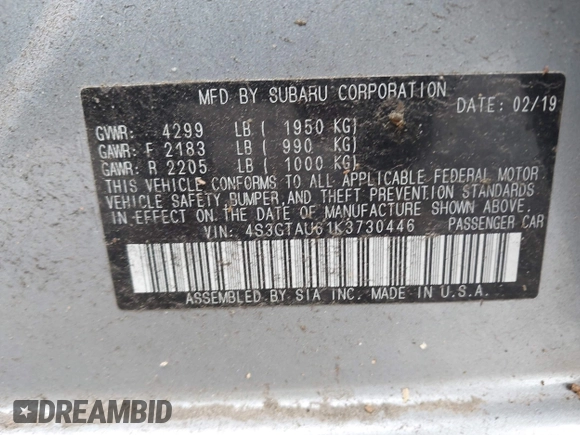 MFD BY SUBARU CORPORATION
DATE: 02/19
GVWR: 4299 LB ( 1950 KG)
GAWR: F 2183 LB ( 990 KG)
GAWR: R 2205 LB ( 1000 KG)
THIS VEHICLE CONFORMS TO ALL APPLICABLE FEDERAL MOTOR
VEHICLE SAFETY, BUMPER, AND THEFT PREVENTION STANDARDS
IN EFFECT ON THE DATE OF MANUFACTURE SHOWN ABOVE.
VIN: 4S3GTAU61K3730446 PASSENGER CAR
ASSEMBLED BY SIA INC. MADE IN U.S.A.
DREAMBID